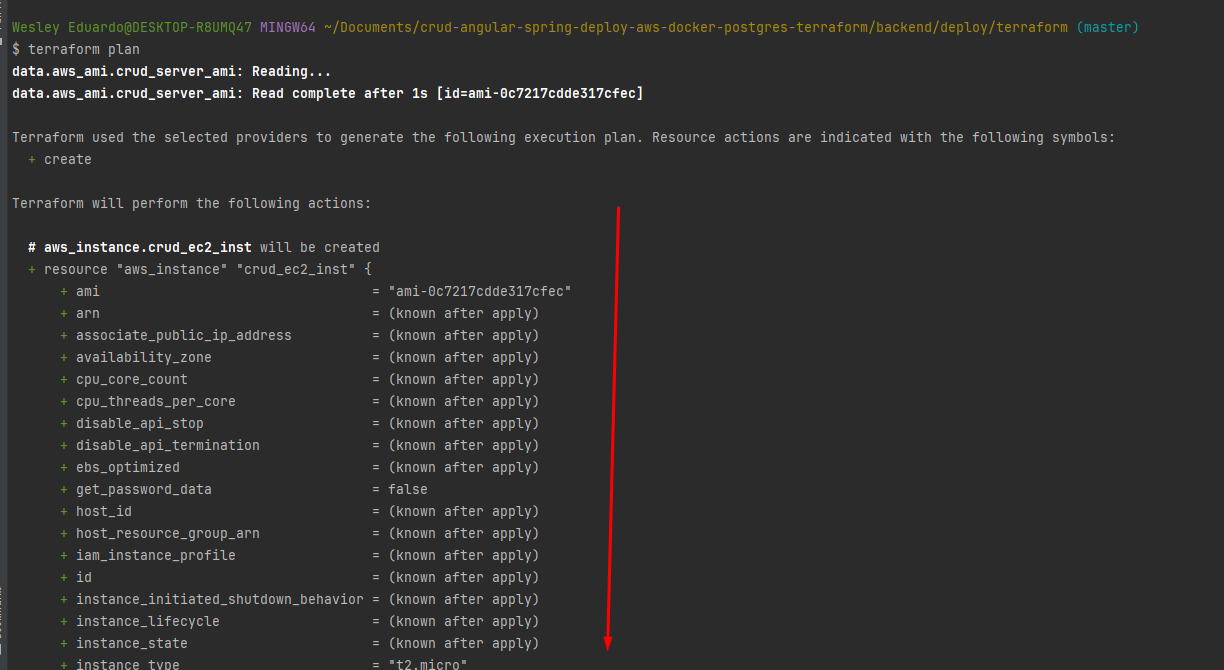 Wesley Eduardo@DESKTOP-R8UMQ47 MINGW64 ~/Documents/crud-angular-spring-deploy-aws-docker-postgres-terraform/backend/deploy/terraform (master)
$ terraform plan
data.aws_ami.crud_server_ami: Reading...
data.aws_ami.crud_server_ami: Read complete after 1s [id=ami-0c7217cdde317cfec]
Terraform used the selected providers to generate the following execution plan. Resource actions are indicated with the following symbols:
+ create
Terraform will perform the following actions:
# aws_instance.crud_ec2_inst will be created
+ resource "aws_instance" "crud_ec2_inst" {
+ ami = "ami-0c7217cdde317cfec"
+ arn = (known after apply)
+ associate_public_ip_address = (known after apply)
+ availability_zone = (known after apply)
+ cpu_core_count = (known after apply)
+ cpu_threads_per_core = (known after apply)
+ disable_api_stop = (known after apply)
+ disable_api_termination = (known after apply)
+ ebs_optimized = (known after apply)
+ get_password_data = false
+ host_id = (known after apply)
+ host_resource_group_arn = (known after apply)
+ iam_instance_profile = (known after apply)
+ id = (known after apply)
+ instance_initiated_shutdown_behavior = (known after apply)
+ instance_lifecycle = (known after apply)
+ instance_state = (known after apply)
+ instance_type = "t2.micro"